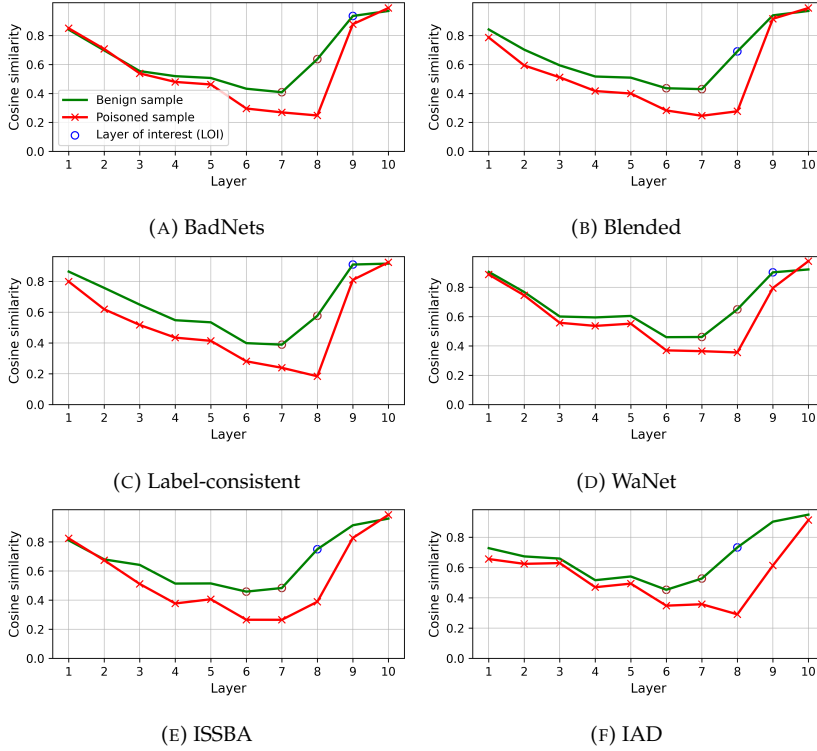 0.8
0.6
0.4
0.2
0.0
Cosine similarity
Benign sample
Poisoned sample
Layer of interest (LOI)
1 2 3 4 5 6 7 8 9 10
Layer
(A) BadNets
0.8
0.6
0.4
0.2
0.0
Cosine similarity
1 2 3 4 5 6 7 8 9 10
Layer
(B) Blended
0.8
0.6
0.4
0.2
0.0
Cosine similarity
1 2 3 4 5 6 7 8 9 10
Layer
(C) Label-consistent
0.8
0.6
0.4
0.2
0.0
Cosine similarity
1 2 3 4 5 6 7 8 9 10
Layer
(D) WaNet
0.8
0.6
0.4
0.2
0.0
Cosine similarity
1 2 3 4 5 6 7 8 9 10
Layer
(E) ISSBA
0.8
0.6
0.4
0.2
0.0
Cosine similarity
1 2 3 4 5 6 7 8 9 10
Layer
(F) IAD